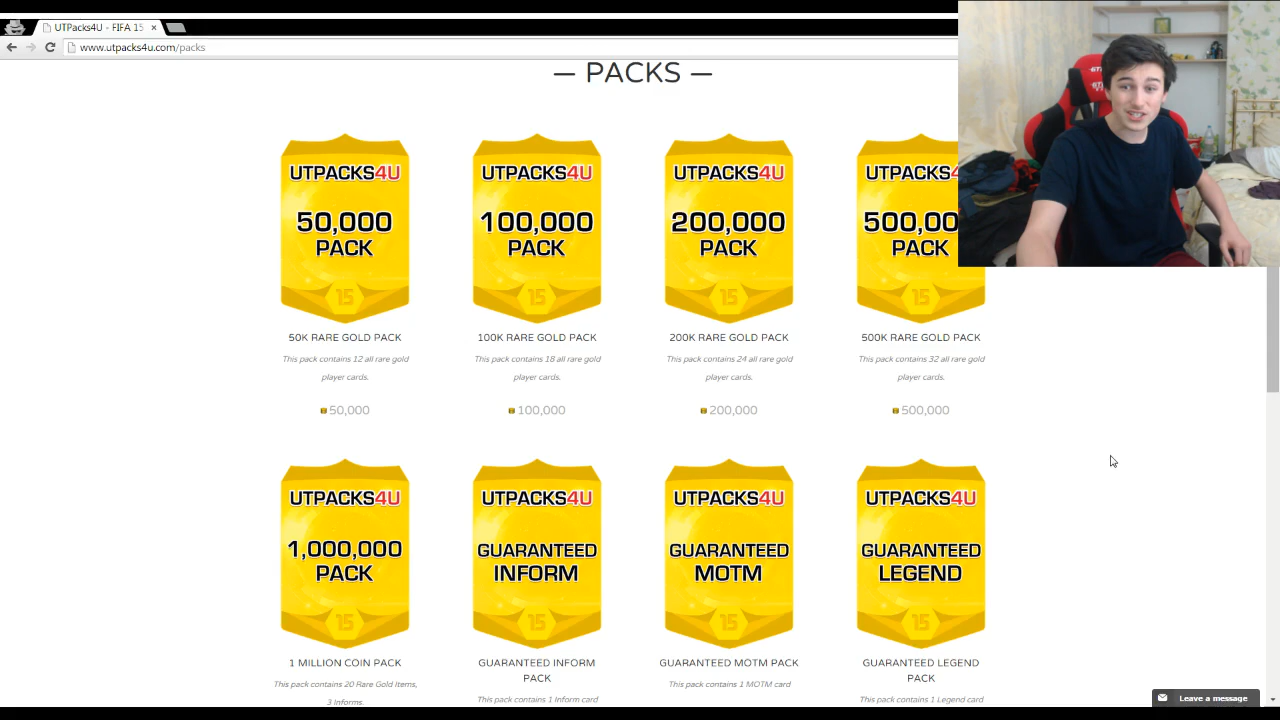 UTPacks4U - FIFA 15
www.utpacks4u.com/packs
— PACKS —
UTPACKS4U
50,000
PACK
15
UTPACKS4U
100,000
PACK
15
UTPACKS4U
200,000
PACK
15
UTPACKS4
500,00
PACK
15
50K RARE GOLD PACK
This pack contains 12 all rare gold
player cards.
50,000
100K RARE GOLD PACK
This pack contains 18 all rare gold
player cards.
100,000
200K RARE GOLD PACK
This pack contains 24 all rare gold
player cards.
200,000
500K RARE GOLD PACK
This pack contains 32 all rare gold
player cards.
500,000
UTPACKS4U
1,000,000
PACK
15
UTPACKS4U
GUARANTEED
INFORM
15
UTPACKS4U
GUARANTEED
MOTM
15
UTPACKS4U
GUARANTEED
LEGEND
15
1 MILLION COIN PACK
This pack contains 20 Rare Gold Items,
3 Informs.
GUARANTEED INFORM
PACK
This pack contains 1 Inform card
GUARANTEED MOTM PACK
This pack contains 1 MOTM card
GUARANTEED LEGEND
PACK
This pack contains 1 Legend card
Leave a message